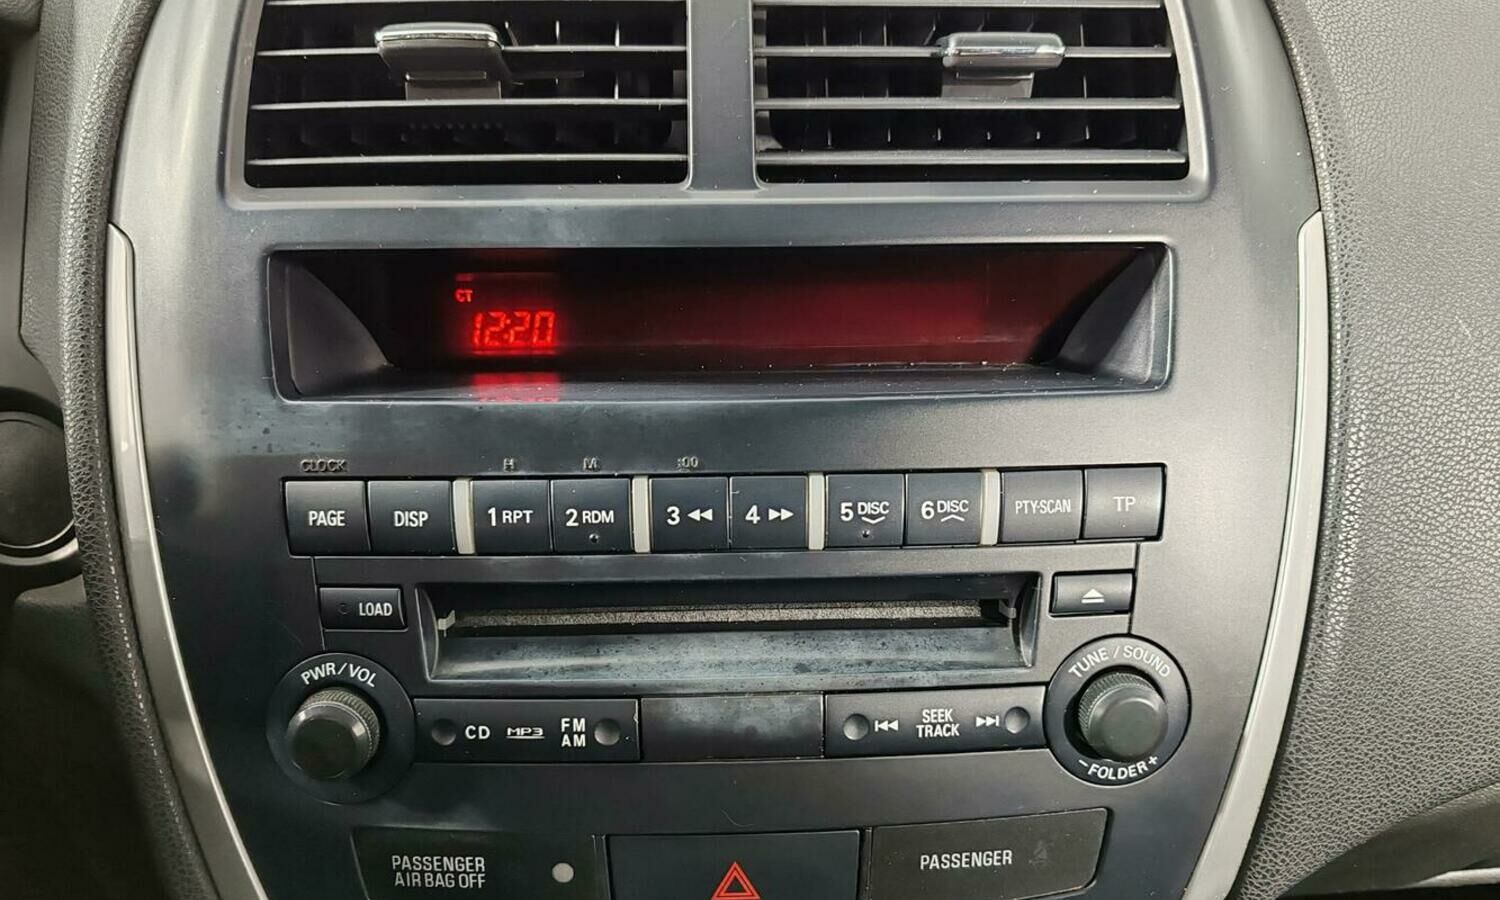 CT
12:20
CLOCK H M :00
PAGE DISP 1 RPT 2 RDM 3 4 5 DISC 6 DISC PTY·SCAN TP
LOAD
PWR/VOL TUNE / SOUND
CD MP3 FM
AM
SEEK
TRACK
- FOLDER +
PASSENGER
AIR BAG OFF
PASSENGER